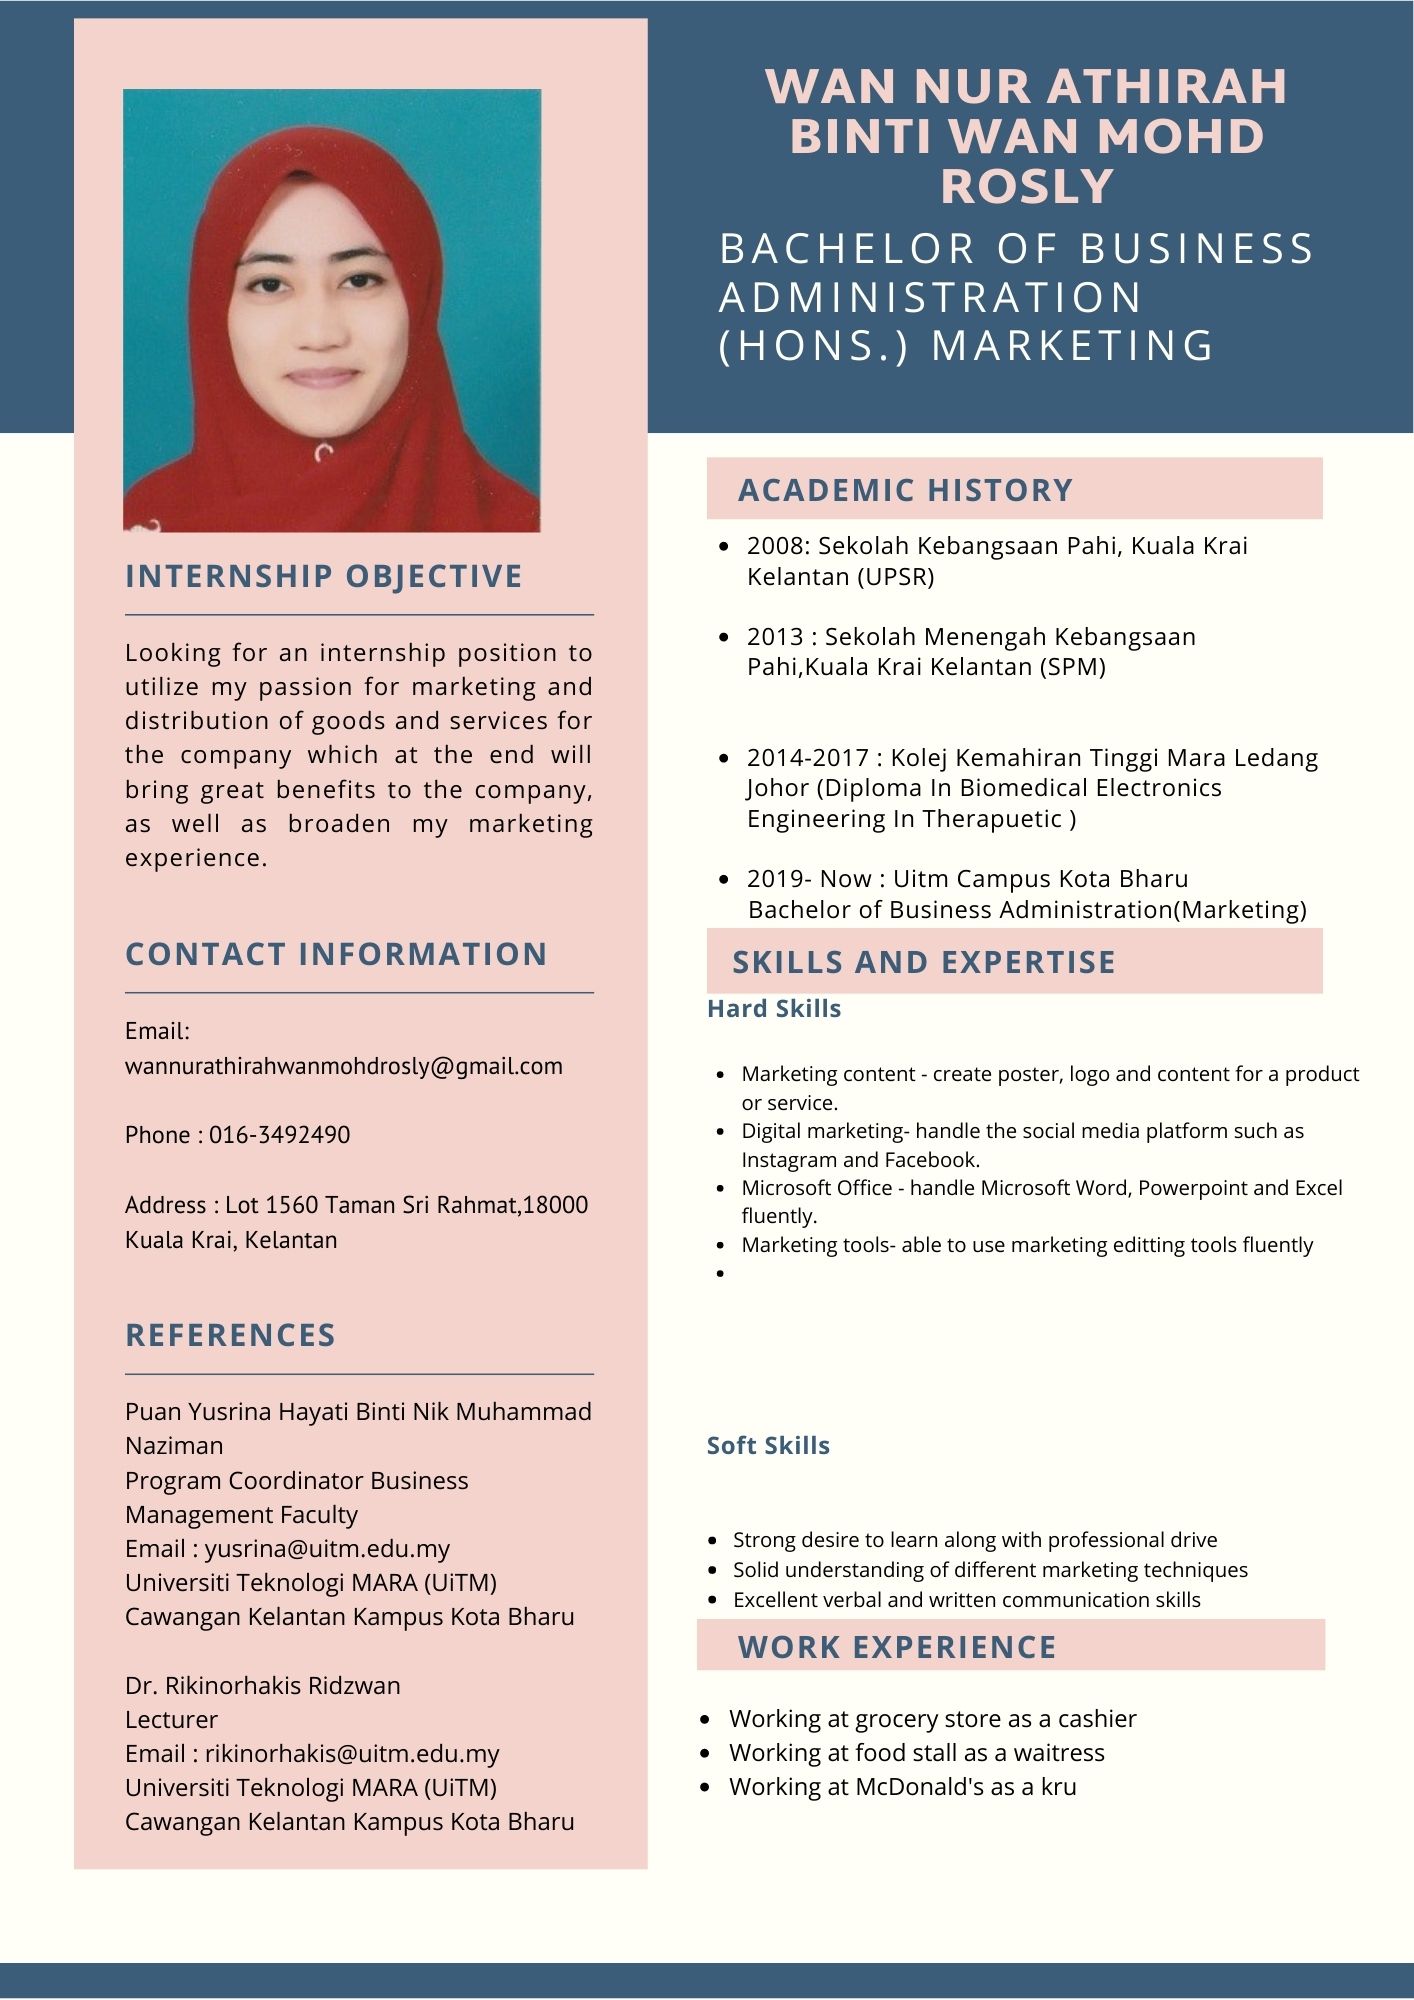 WAN NUR ATHIRAH
BINTI WAN MOHD
ROSLY
BACHELOR OF BUSINESS
ADMINISTRATION
(HONS.) MARKETING
INTERNSHIP OBJECTIVE
Looking for an internship position to
utilize my passion for marketing and
distribution of goods and services for
the company which at the end will
bring great benefits to the company,
as well as broaden my marketing
experience.
CONTACT INFORMATION
Email:
wannurathirahwanmohdrosly@gmail.com
Phone : 016-3492490
Address : Lot 1560 Taman Sri Rahmat,18000
Kuala Krai, Kelantan
REFERENCES
Puan Yusrina Hayati Binti Nik Muhammad
Naziman
Program Coordinator Business
Management Faculty
Email : yusrina@uitm.edu.my
Universiti Teknologi MARA (UiTM)
Cawangan Kelantan Kampus Kota Bharu
Dr. Rikinorhakis Ridzwan
Lecturer
Email : rikinorhakis@uitm.edu.my
Universiti Teknologi MARA (UiTM)
Cawangan Kelantan Kampus Kota Bharu
ACADEMIC HISTORY
• 2008: Sekolah Kebangsaan Pahi, Kuala Krai
Kelantan (UPSR)
• 2013 : Sekolah Menengah Kebangsaan
Pahi,Kuala Krai Kelantan (SPM)
• 2014-2017 : Kolej Kemahiran Tinggi Mara Ledang
Johor (Diploma In Biomedical Electronics
Engineering In Therapuetic )
• 2019- Now : Uitm Campus Kota Bharu
Bachelor of Business Administration(Marketing)
SKILLS AND EXPERTISE
Hard Skills
• Marketing content - create poster, logo and content for a product
or service.
• Digital marketing- handle the social media platform such as
Instagram and Facebook.
• Microsoft Office - handle Microsoft Word, Powerpoint and Excel
fluently.
• Marketing tools- able to use marketing editting tools fluently
•
Soft Skills
• Strong desire to learn along with professional drive
• Solid understanding of different marketing techniques
• Excellent verbal and written communication skills
WORK EXPERIENCE
• Working at grocery store as a cashier
• Working at food stall as a waitress
• Working at McDonald's as a kru